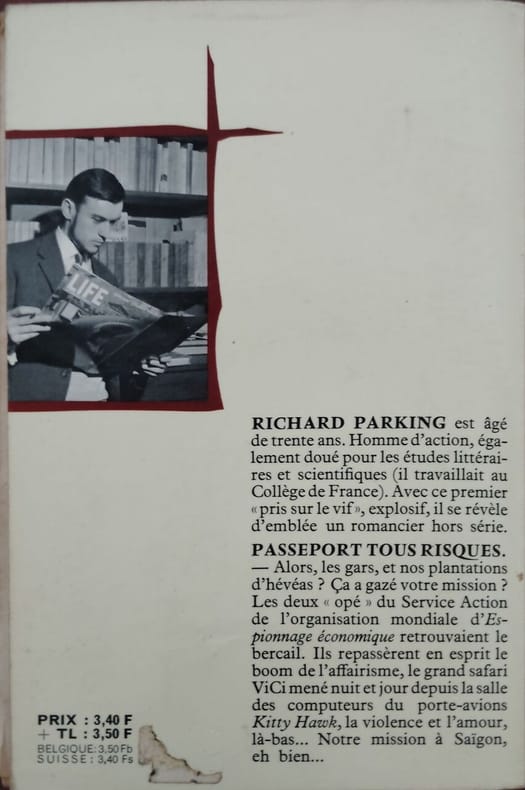 LIFE
RICHARD PARKING est âgé
de trente ans. Homme d'action, éga-
lement doué pour les études littérai-
res et scientifiques (il travaillait au
Collège de France). Avec ce premier
« pris sur le vif », explosif, il se révèle
d'emblée un romancier hors série.
PASSEPORT TOUS RISQUES.
— Alors, les gars, et nos plantations
d'hévéas ? Ça a gazé votre mission ?
Les deux « opé » du Service Action
de l'organisation mondiale d'Es-
pionnage économique retrouvaient le
bercail. Ils repassèrent en esprit le
boom de l'affairisme, le grand safari
ViCi mené nuit et jour depuis la salle
des computeurs du porte-avions
Kitty Hawk, la violence et l'amour,
là-bas... Notre mission à Saïgon,
eh bien...
PRIX : 3,40 F
+ TL : 3,50 F
BELGIQUE: 3,50 Fb
SUISSE : 3,40 Fs